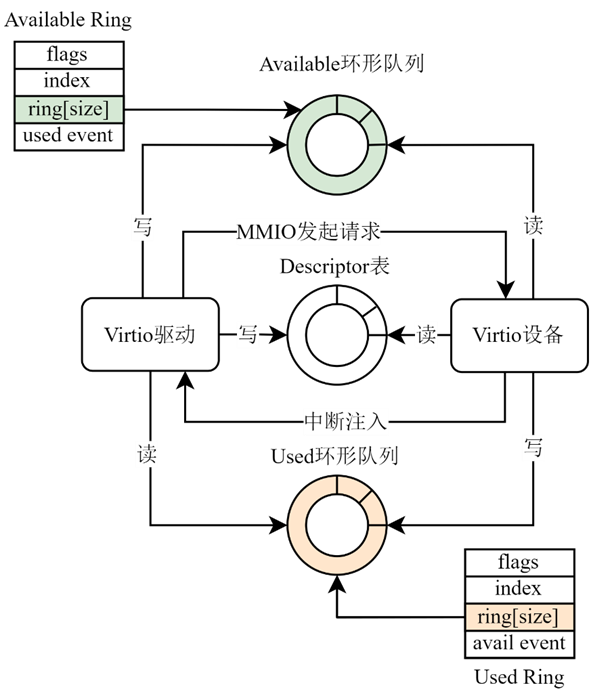 Available Ring
flags
index
ring[size]
used event
Available环形队列
写
读
MMIO发起请求
Descriptor表
Virtio驱动
写
读
Virtio设备
中断注入
读
写
Used环形队列
flags
index
ring[size]
avail event
Used Ring